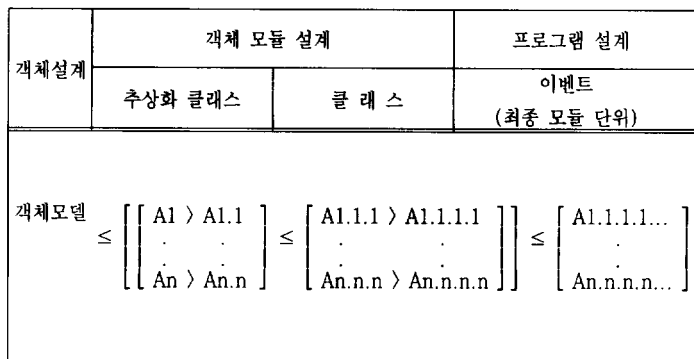 객체설계
객체 모듈 설계
프로그램 설계
추상화 클래스
클 래 스
이벤트
(최종 모듈 단위)
객체모델
≤ [ [ A1 > A1.1 ] ≤ [ A1.1.1 > A1.1.1.1 ] ] ≤ [ A1.1.1.1... ]
. . . . .
. . . . .
An > An.n An.n.n > An.n.n.n An.n.n.n...